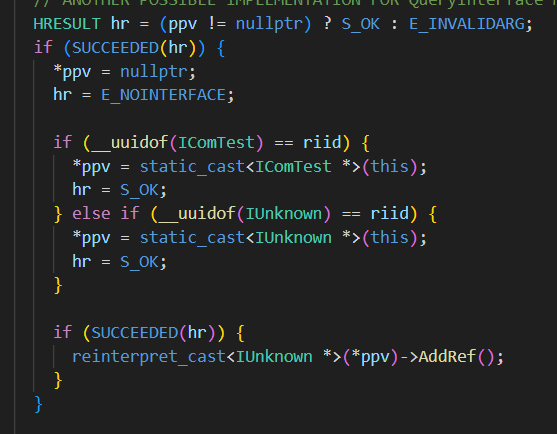 // ANOTHER POSSIBLE IMPLEMENTATION FOR QueryInterface
HRESULT hr = (ppv != nullptr) ? S_OK : E_INVALIDARG;
if (SUCCEEDED(hr)) {
*ppv = nullptr;
hr = E_NOINTERFACE;
if (__uuidof(IComTest) == riid) {
*ppv = static_cast<IComTest *>(this);
hr = S_OK;
} else if (__uuidof(IUnknown) == riid) {
*ppv = static_cast<IUnknown *>(this);
hr = S_OK;
}
if (SUCCEEDED(hr)) {
reinterpret_cast<IUnknown *>(*ppv)->AddRef();
}
}